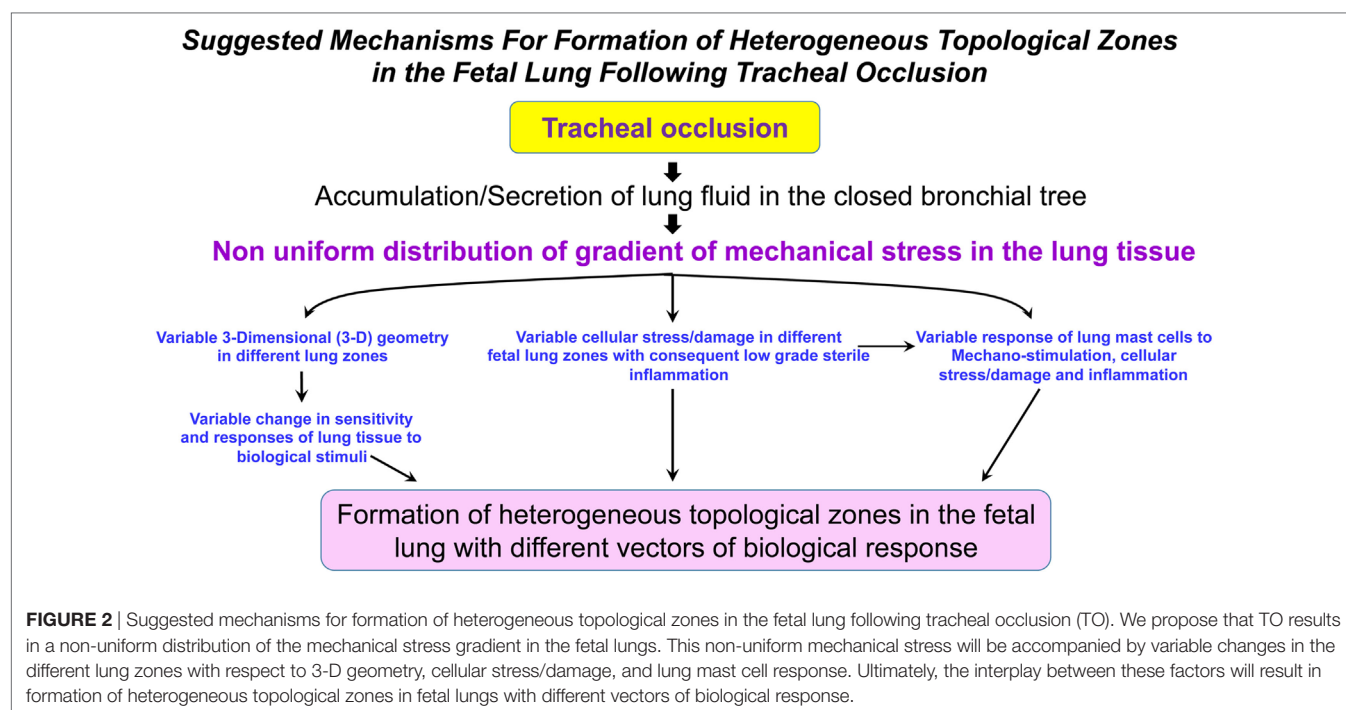 Suggested Mechanisms For Formation of Heterogeneous Topological Zones
in the Fetal Lung Following Tracheal Occlusion
Tracheal occlusion
Accumulation/Secretion of lung fluid in the closed bronchial tree
Non uniform distribution of gradient of mechanical stress in the lung tissue
Variable 3-Dimensional (3-D) geometry
in different lung zones
Variable change in sensitivity
and responses of lung tissue to
biological stimuli
Variable cellular stress/damage in different
fetal lung zones with consequent low grade sterile
inflammation
Variable response of lung mast cells to
Mechano-stimulation, cellular
stress/damage and inflammation
Formation of heterogeneous topological zones in the fetal
lung with different vectors of biological response
FIGURE 2 | Suggested mechanisms for formation of heterogeneous topological zones in the fetal lung following tracheal occlusion (TO). We propose that TO results
in a non-uniform distribution of the mechanical stress gradient in the fetal lungs. This non-uniform mechanical stress will be accompanied by variable changes in the
different lung zones with respect to 3-D geometry, cellular stress/damage, and lung mast cell response. Ultimately, the interplay between these factors will result in
formation of heterogeneous topological zones in fetal lungs with different vectors of biological response.